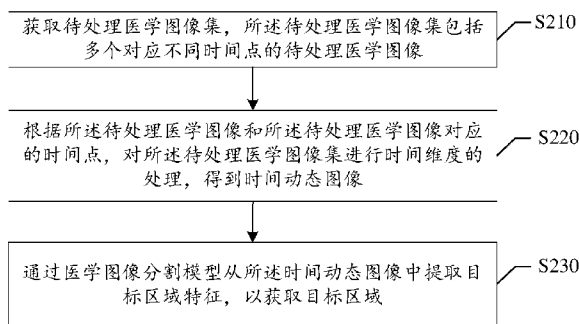 获取待处理医学图像集，所述待处理医学图像集包括
多个对应不同时间点的待处理医学图像
S210
根据所述待处理医学图像和所述待处理医学图像对应
的时间点，对所述待处理医学图像集进行时间维度的
处理，得到时间动态图像
S220
通过医学图像分割模型从所述时间动态图像中提取目
标区域特征，以获取目标区域
S230